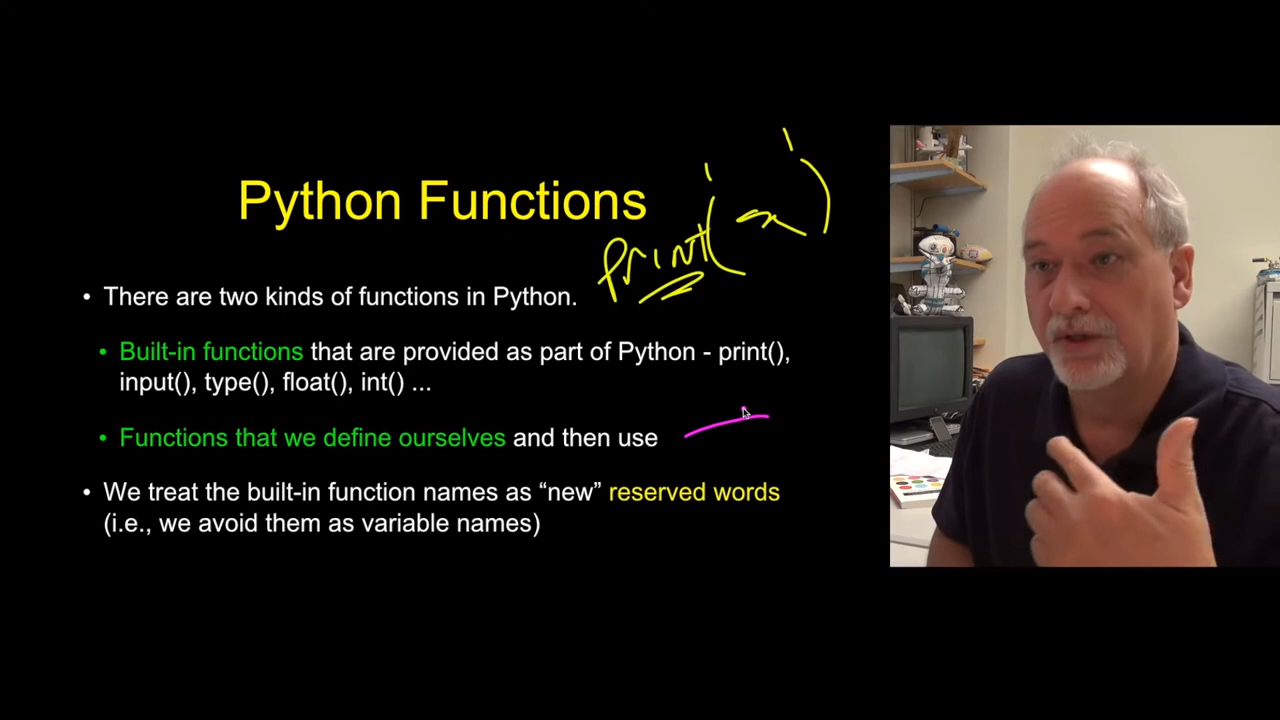 Python Functions
print( )
• There are two kinds of functions in Python.
• Built-in functions that are provided as part of Python - print(),
input(), type(), float(), int() ...
• Functions that we define ourselves and then use
• We treat the built-in function names as “new” reserved words
(i.e., we avoid them as variable names)